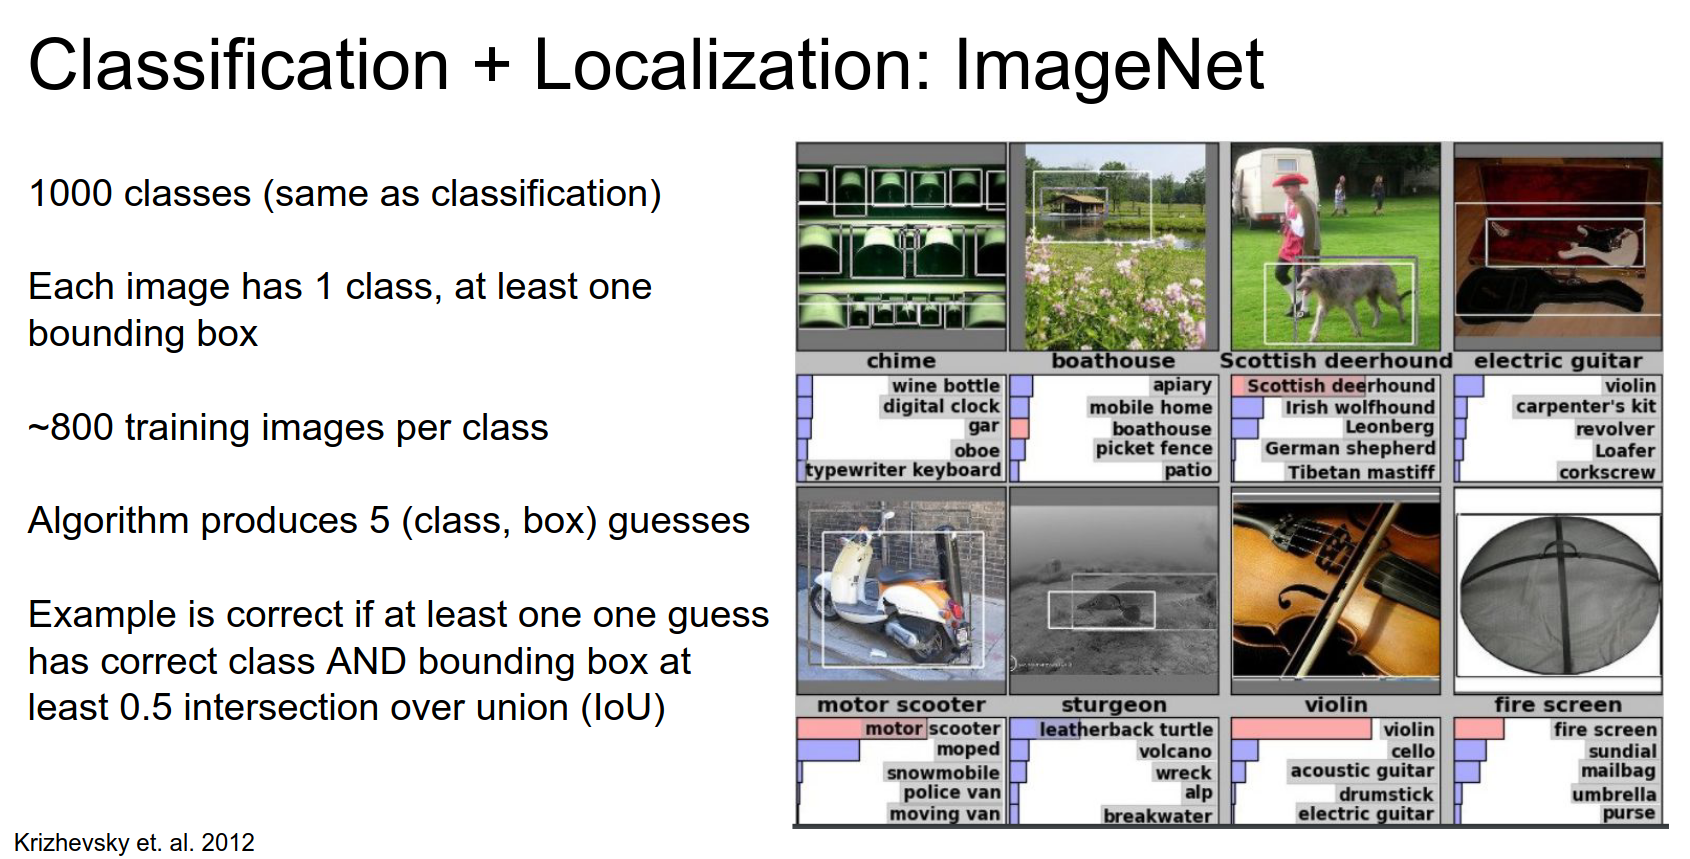 Classification + Localization: ImageNet
1000 classes (same as classification)
Each image has 1 class, at least one
bounding box
~800 training images per class
Algorithm produces 5 (class, box) guesses
Example is correct if at least one one guess
has correct class AND bounding box at
least 0.5 intersection over union (IoU)
chime
wine bottle
digital clock
gar
oboe
typewriter keyboard
boathouse
apiary
mobile home
boathouse
picket fence
patio
Scottish deerhound
Scottish deerhound
Irish wolfhound
Leonberg
German shepherd
Tibetan mastiff
electric guitar
violin
carpenter's kit
revolver
Loafer
corkscrew
motor scooter
motor scooter
moped
snowmobile
police van
moving van
sturgeon
leatherback turtle
volcano
wreck
alp
breakwater
violin
violin
cello
acoustic guitar
drumstick
electric guitar
fire screen
fire screen
sundial
mailbag
umbrella
purse
Krizhevsky et. al. 2012